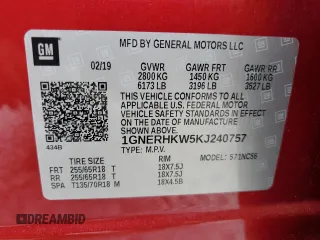 GM
MFD BY GENERAL MOTORS LLC
02/19 GVWR GAWR FRT GAWR RR
2800 KG 1450 KG 1600 KG
6173 LB 3196 LB 3527 LB
THIS VEHICLE CONFORMS TO ALL
U.S. FEDERAL MOTOR
VEHICLE SAFETY
STANDARDS IN EFFECT ON THE DATE OF
MANUFACTURE SHOWN ABOVE.
434B 1GNERHKW5KJ240757
TYPE: M.P.V. MODEL:
TIRE SIZE RIM
FRT 255/65R18 T 18X7.5J
RR 255/65R18 T 18X7.5J
SPA T135/70R18 M 18X4.5B
DREAMBID